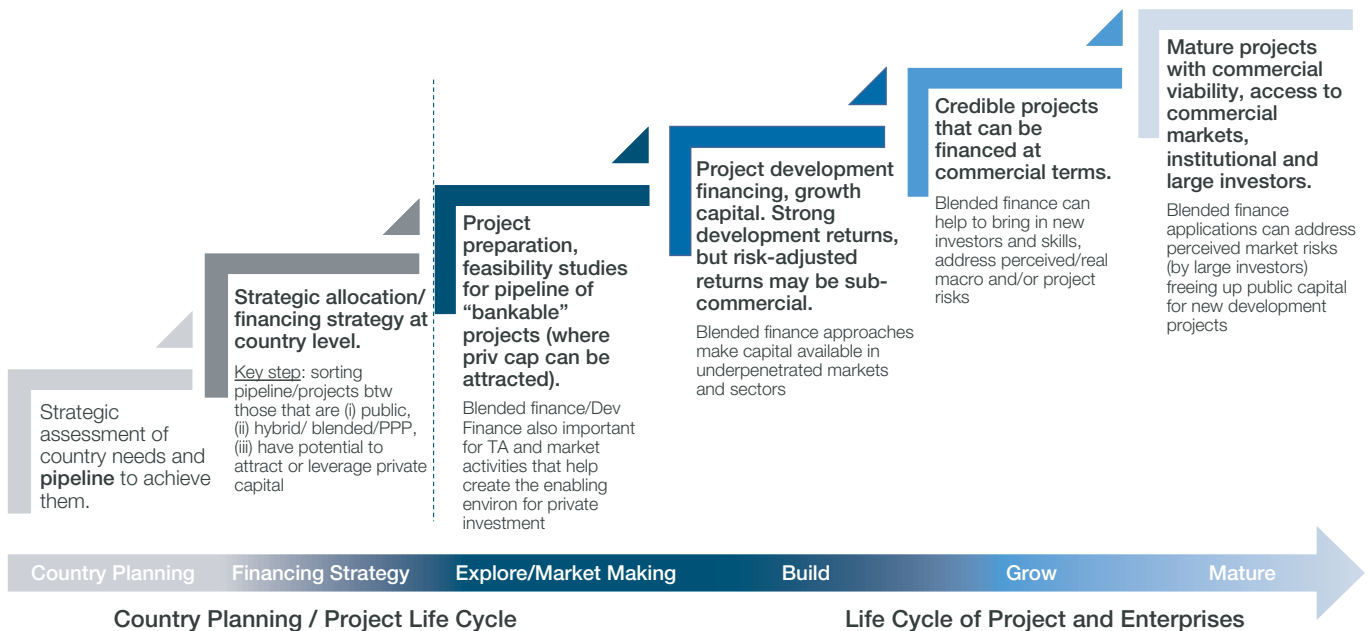 Strategic
assessment of
country needs and
pipeline to achieve
them.
Strategic allocation/
financing strategy at
country level.
Key step: sorting
pipeline/projects btw
those that are (i) public,
(ii) hybrid/ blended/PPP,
(iii) have potential to
attract or leverage private
capital
Project
preparation,
feasibility studies
for pipeline of
“bankable”
projects (where
priv cap can be
attracted).
Blended finance/Dev
Finance also important
for TA and market
activities that help
create the enabling
environ for private
investment
Project development
financing, growth
capital. Strong
development returns,
but risk-adjusted
returns may be sub-
commercial.
Blended finance approaches
make capital available in
underpenetrated markets
and sectors
Credible projects
that can be
financed at
commercial terms.
Blended finance can
help to bring in new
investors and skills,
address perceived/real
macro and/or project
risks
Mature projects
with commercial
viability, access to
commercial
markets,
institutional and
large investors.
Blended finance
applications can address
perceived market risks
(by large investors)
freeing up public capital
for new development
projects
Country Planning Financing Strategy Explore/Market Making Build Grow Mature
Country Planning / Project Life Cycle Life Cycle of Project and Enterprises